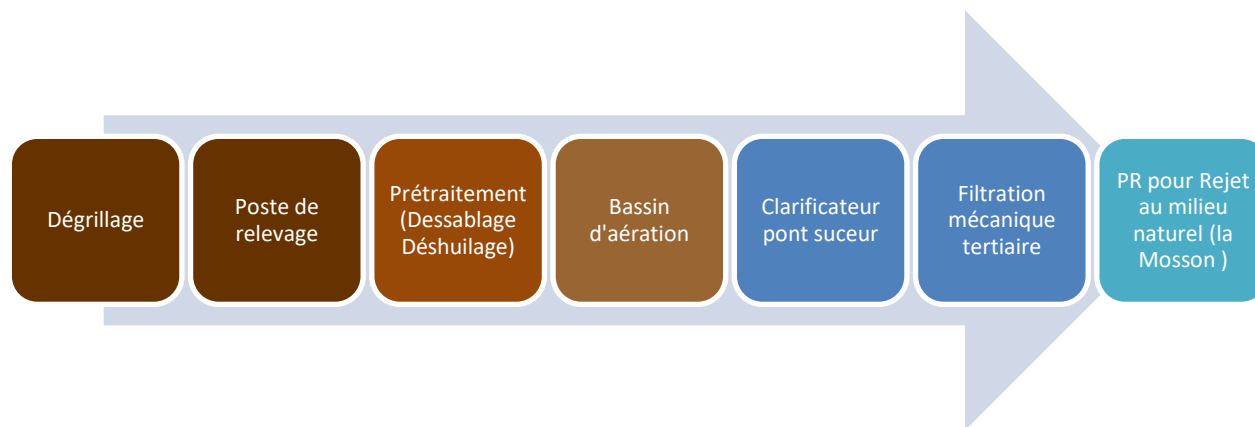 Dégrillage
Poste de
relevage
Prétraitement
(Dessablage
Déshuilage)
Bassin
d'aération
Clarificateur
pont suceur
Filtration
mécanique
tertiaire
PR pour Rejet
au milieu
naturel (la
Mosson )